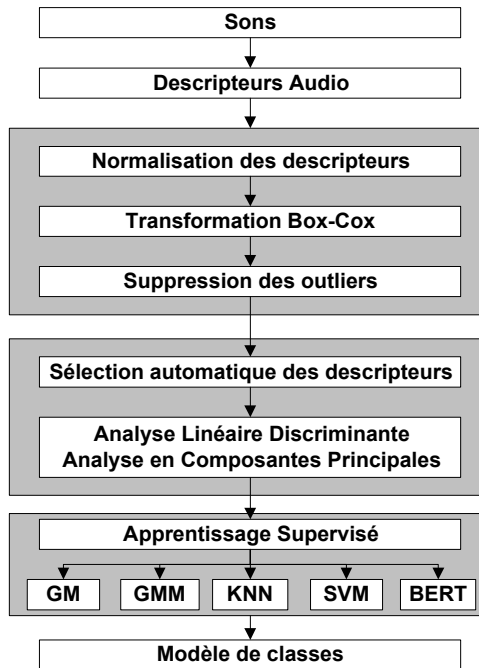 Sons
Descripteurs Audio
Normalisation des descripteurs
Transformation Box-Cox
Suppression des outliers
Sélection automatique des descripteurs
Analyse Linéaire Discriminante
Analyse en Composantes Principales
Apprentissage Supervisé
GM GMM KNN SVM BERT
Modèle de classes